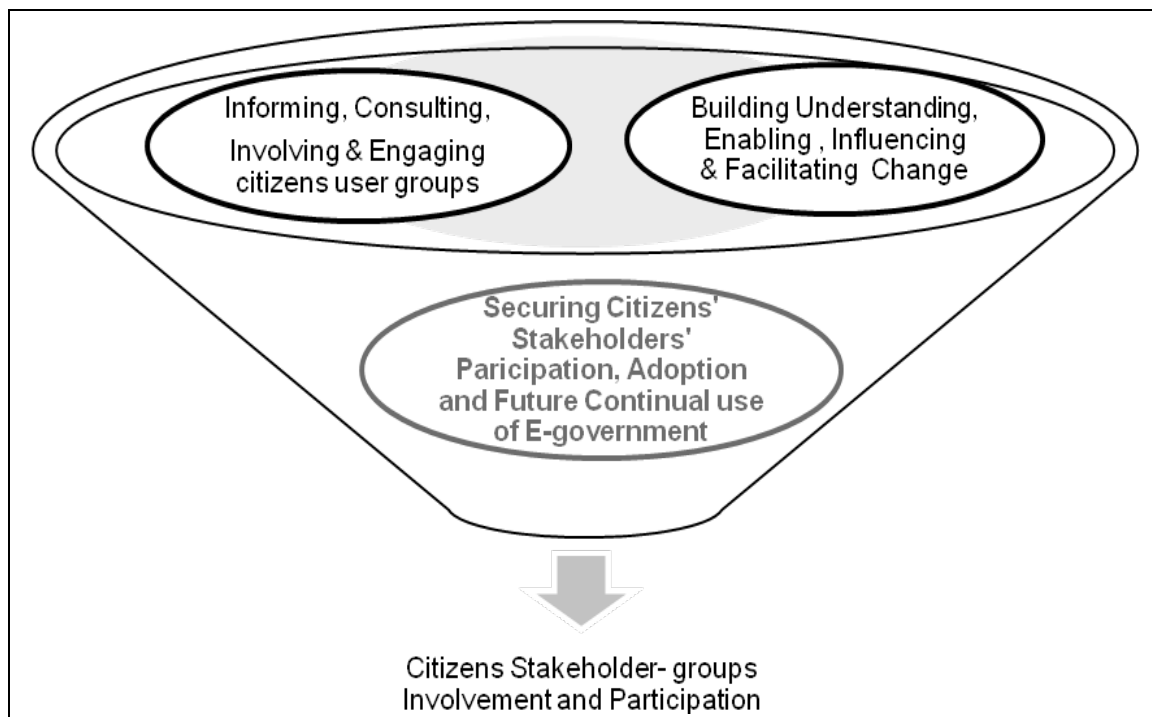 Informing, Consulting,
Involving & Engaging
citizens user groups
Building Understanding,
Enabling , Influencing
& Facilitating Change
Securing Citizens'
Stakeholders'
Paricipation, Adoption
and Future Continual use
of E-government
Citizens Stakeholder- groups
Involvement and Participation